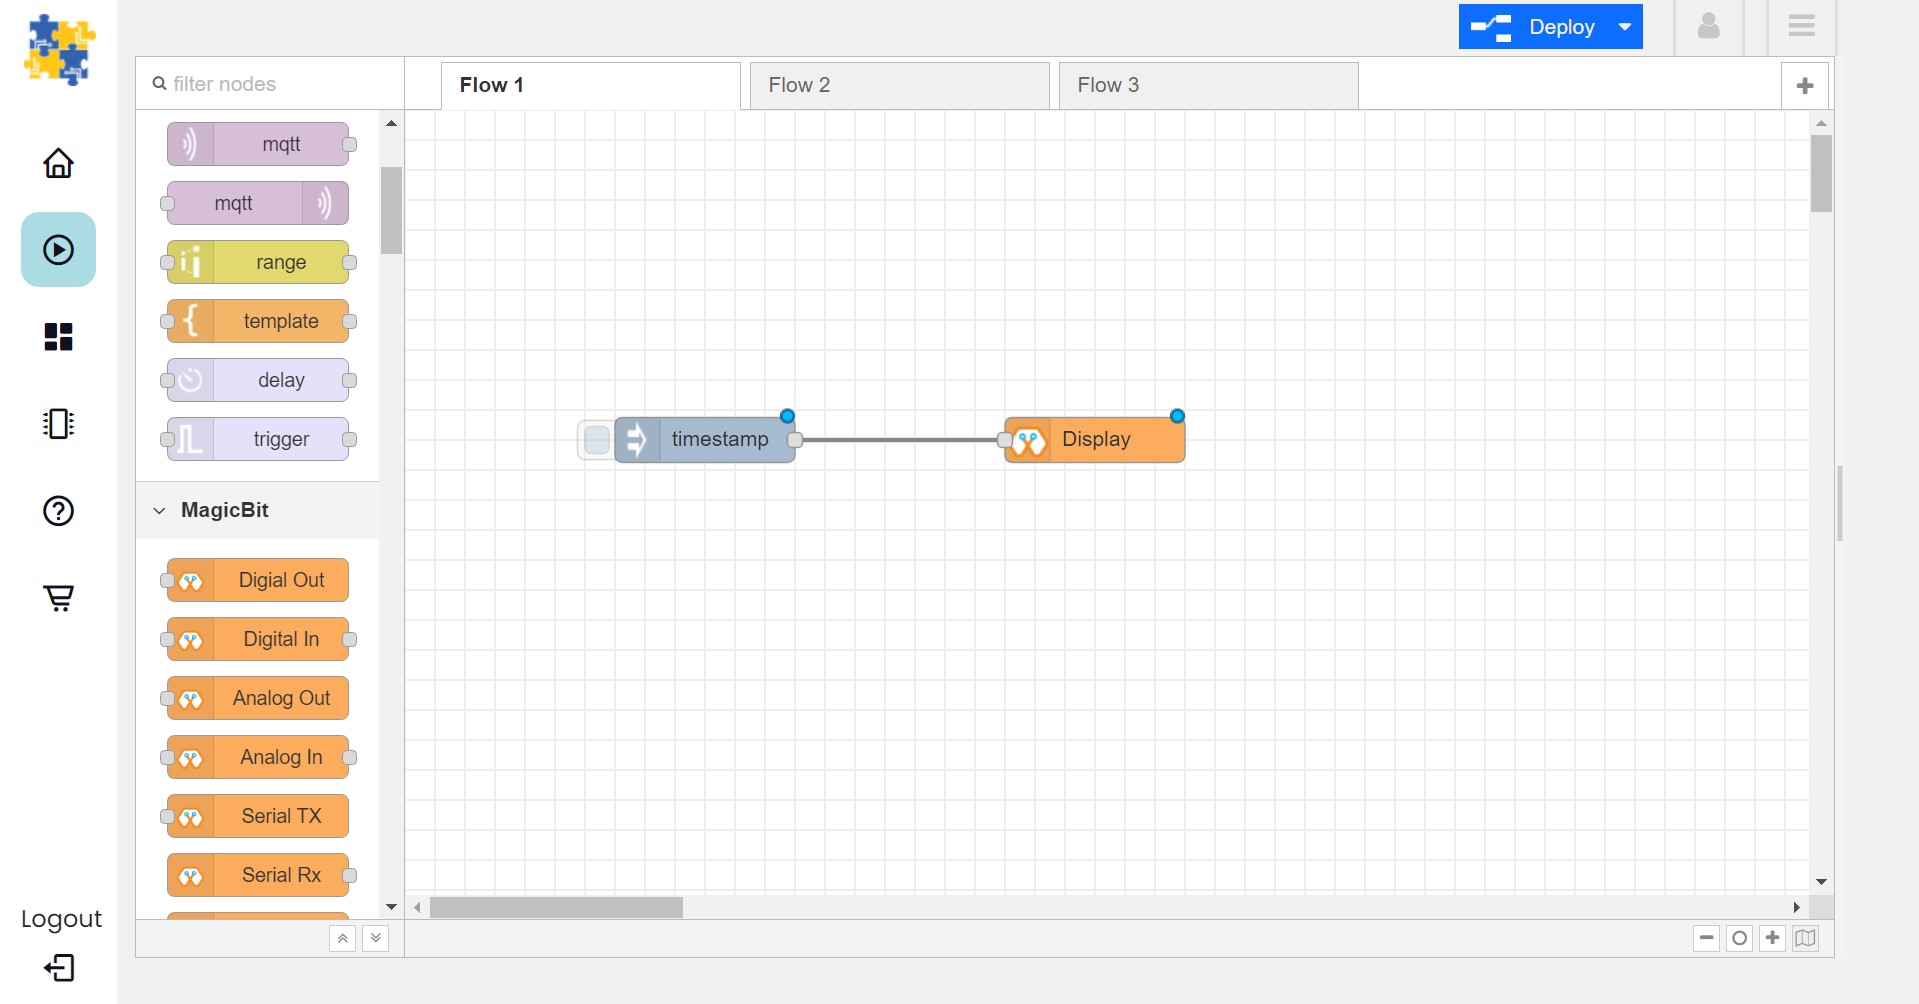 Deploy
filter nodes
Flow 1
Flow 2
Flow 3
mqtt
mqtt
range
template
delay
trigger
timestamp
Display
MagicBit
Digial Out
Digital In
Analog Out
Analog In
Serial TX
Serial Rx
Logout